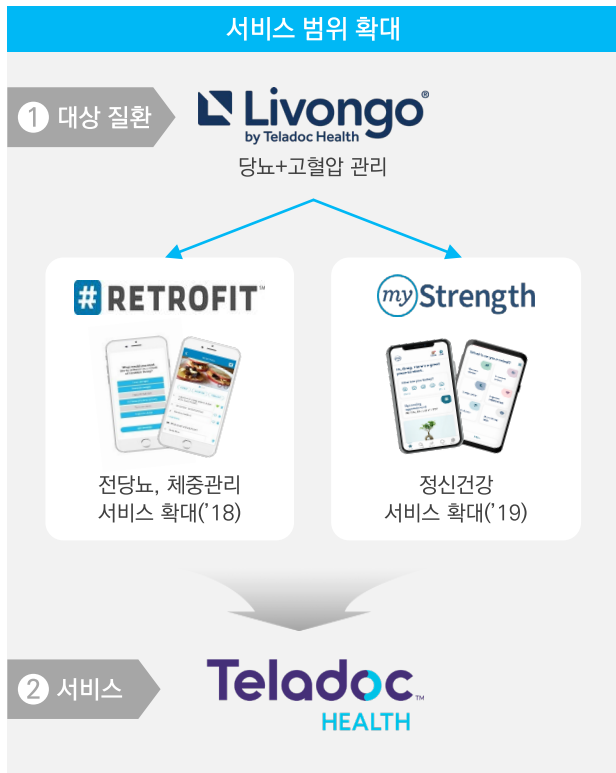 서비스 범위 확대
1 대상 질환
Livongo®
by Teladoc Health
당뇨+고혈압 관리
#RETROFIT℠
myStrength
전당뇨, 체중관리
서비스 확대('18)
정신건강
서비스 확대('19)
2 서비스
Teladoc™
HEALTH